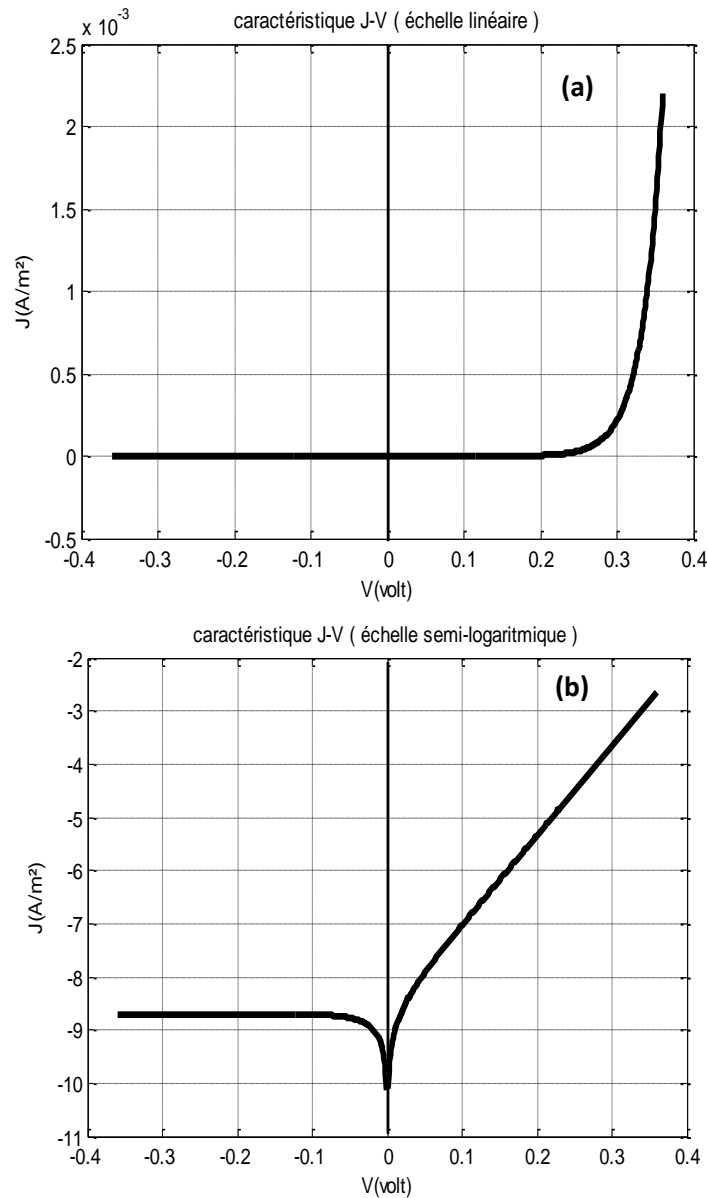 caractéristique J-V ( échelle linéaire )
x 10⁻³
(a)
2.5
2
1.5
1
0.5
0
-0.5
J(A/m²)
-0.4 -0.3 -0.2 -0.1 0 0.1 0.2 0.3 0.4
V(volt)
caractéristique J-V ( échelle semi-logaritmique )
(b)
-2
-3
-4
-5
-6
-7
-8
-9
-10
-11
J(A/m²)
-0.4 -0.3 -0.2 -0.1 0 0.1 0.2 0.3 0.4
V(volt)